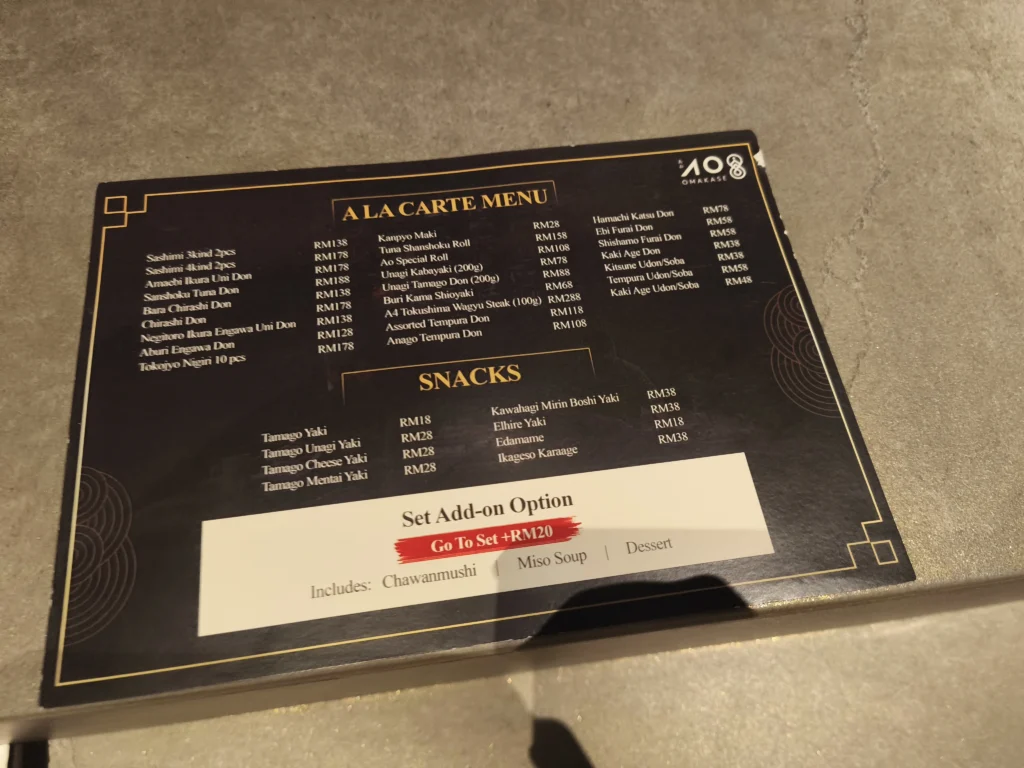 AO8
OMAKASE
A LA CARTE MENU
Sashimi 3kind 2pcs RM138
Sashimi 4kind 2pcs RM178
Amachi Ikura Uni Don RM178
Sanshoku Tuna Don RM188
Bara Chirashi Don RM138
Chirashi Don RM178
Negitoro Ikura Engawa Uni Don RM138
Aburi Engawa Don RM128
Tokojyo Nigiri 10 pcs RM178
Kanpyo Maki RM28
Tuna Shanshoku Roll RM158
Ao Special Roll RM108
Unagi Kabayaki (200g) RM78
Unagi Tamago Don (200g) RM88
Buri Kama Shioyaki RM68
A4 Tokushima Wagyu Steak (100g) RM288
Assorted Tempura Don RM118
Anago Tempura Don RM108
Hamachi Katsu Don RM78
Ebi Furai Don RM58
Shishamo Furai Don RM58
Kaki Age Don RM38
Kitsune Udon/Soba RM38
Tempura Udon/Soba RM58
Kaki Age Udon/Soba RM48
SNACKS
Tamago Yaki RM18
Tamago Unagi Yaki RM28
Tamago Cheese Yaki RM28
Tamago Mentai Yaki RM28
Kawahagi Mirin Boshi Yaki RM38
Elhire Yaki RM38
Edamame RM18
Ikageso Karaage RM38
Set Add-on Option
Go To Set +RM20
Includes: Chawanmushi | Miso Soup | Dessert